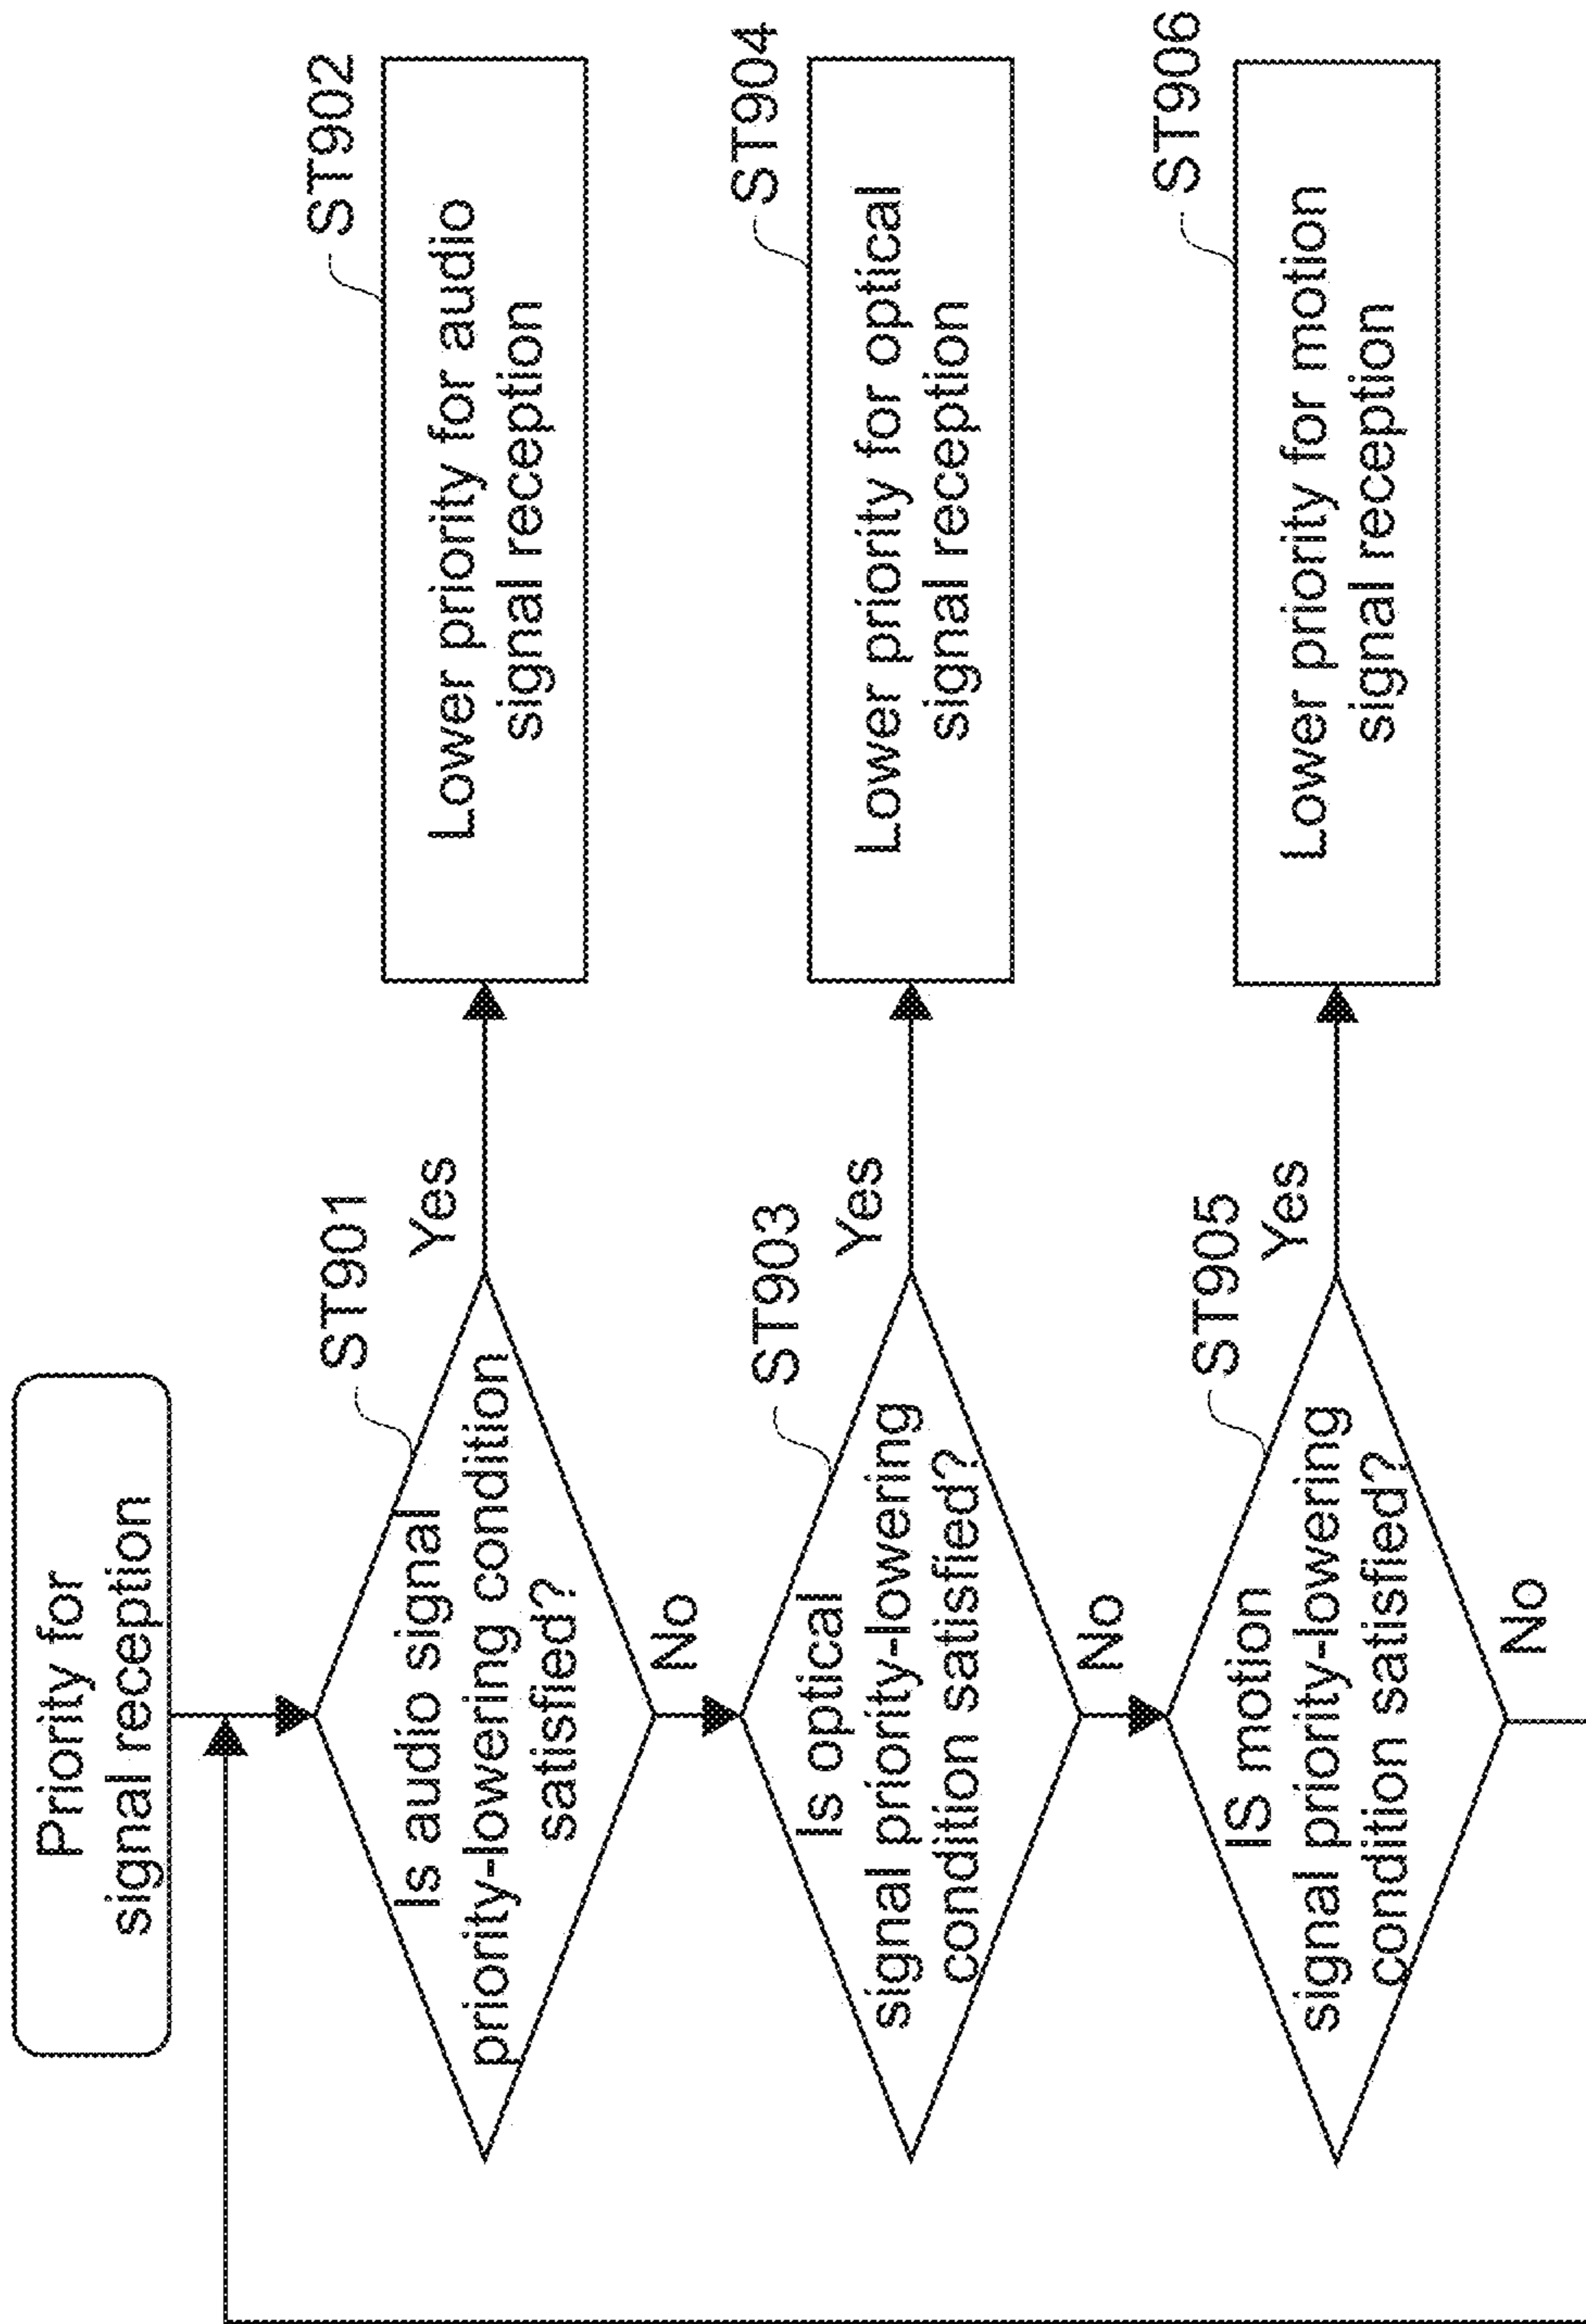 Priority for
signal reception
ST901
Is audio signal
priority-lowering condition
satisfied?
Yes
ST902
Lower priority for audio
signal reception
No
ST903
Is optical
signal priority-lowering
condition satisfied?
Yes
ST904
Lower priority for optical
signal reception
No
ST905
IS motion
signal priority-lowering
condition satisfied?
Yes
ST906
Lower priority for motion
signal reception
No